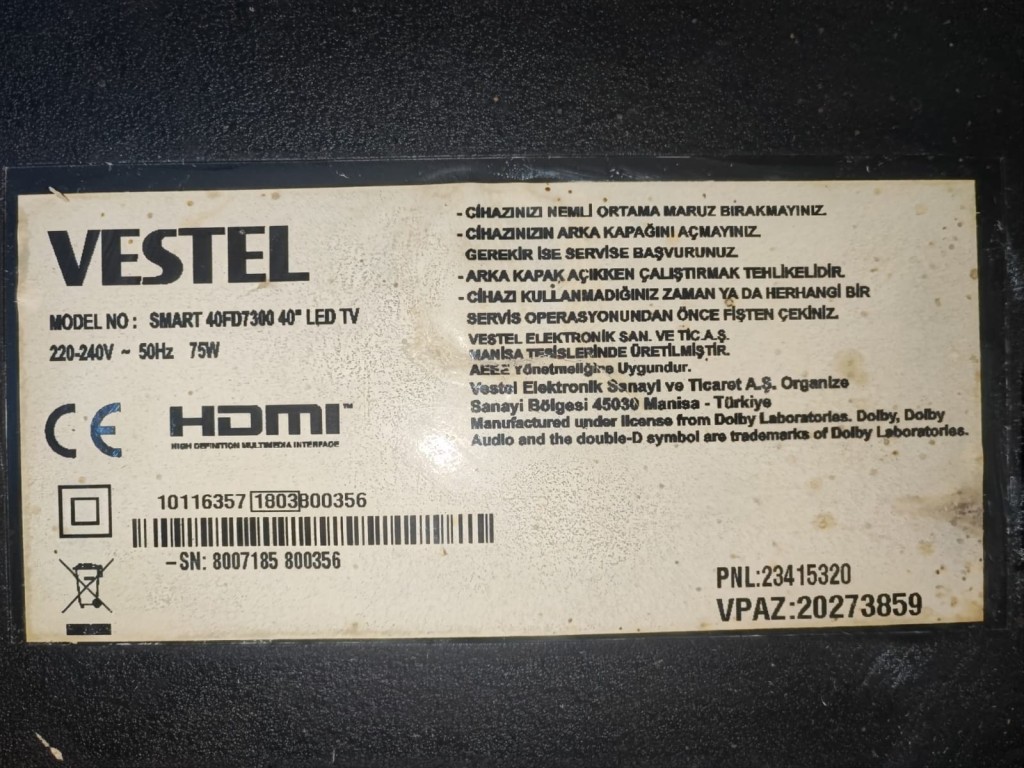 VESTEL
MODEL NO : SMART 40FD7300 40" LED TV
220-240V ~ 50Hz 75W
CE
HDMI™
HIGH DEFINITION MULTIMEDIA INTERFACE
10116357 1803 800356
-SN: 8007185 800356
- CİHAZINIZI NEMLİ ORTAMA MARUZ BIRAKMAYINIZ.
- CİHAZINIZIN ARKA KAPAĞINI AÇMAYINIZ.
GEREKİR İSE SERVİSE BAŞVURUNUZ.
- ARKA KAPAK AÇIKKEN ÇALIŞTIRMAK TEHLİKELİDİR.
- CİHAZI KULLANMADIĞINIZ ZAMAN YA DA HERHANGİ BİR
SERVİS OPERASYONUNDAN ÖNCE FİŞTEN ÇEKİNİZ.
VESTEL ELEKTRONİK SAN. VE TİC.A.Ş.
MANİSA TESİSLERİNDE ÜRETİLMİŞTİR.
AEEE Yönetmeliğine Uygundur.
Vestel Elektronik Sanayi ve Ticaret A.Ş. Organize
Sanayi Bölgesi 45030 Manisa - Türkiye
Manufactured under license from Dolby Laboratories. Dolby, Dolby
Audio and the double-D symbol are trademarks of Dolby Laboratories.
PNL:23415320
VPAZ:20273859